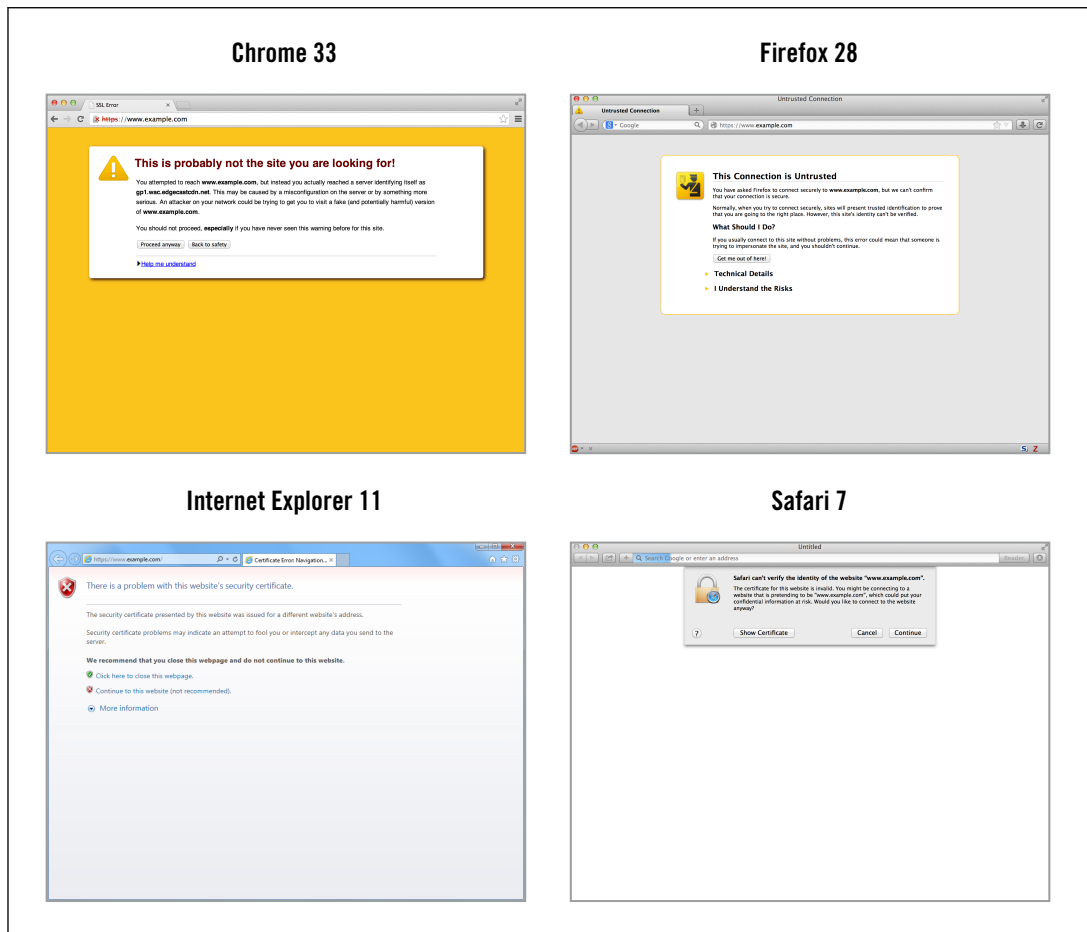 Chrome 33
SSL Error
https://www.example.com
This is probably not the site you are looking for!
You attempted to reach www.example.com, but instead you actually reached a server identifying itself as
gp1.wac.edgecastcdn.net. This may be caused by a misconfiguration on the server or by something more
serious. An attacker on your network could be trying to get you to visit a fake (and potentially harmful) version
of www.example.com.
You should not proceed, especially if you have never seen this warning before for this site.
Proceed anyway Back to safety
Help me understand
Firefox 28
Untrusted Connection
Untrusted Connection
Google https://www.example.com
This Connection is Untrusted
You have asked Firefox to connect securely to www.example.com, but we can't confirm
that your connection is secure.
Normally, when you try to connect securely, sites will present trusted identification to prove
that you are going to the right place. However, this site's identity can't be verified.
What Should I Do?
If you usually connect to this site without problems, this error could mean that someone is
trying to impersonate the site, and you shouldn't continue.
Get me out of here!
Technical Details
I Understand the Risks
S Z
Internet Explorer 11
https://www.example.com/ Certificate Error Navigation...
There is a problem with this website's security certificate.
The security certificate presented by this website was issued for a different website's address.
Security certificate problems may indicate an attempt to fool you or intercept any data you send to the
server.
We recommend that you close this webpage and do not continue to this website.
Click here to close this webpage.
Continue to this website (not recommended).
More information
Safari 7
Untitled
Search Google or enter an address Reader
Safari can't verify the identity of the website "www.example.com".
The certificate for this website is invalid. You might be connecting to a
website that is pretending to be "www.example.com", which could put your
confidential information at risk. Would you like to connect to the website
anyway?
? Show Certificate Cancel Continue